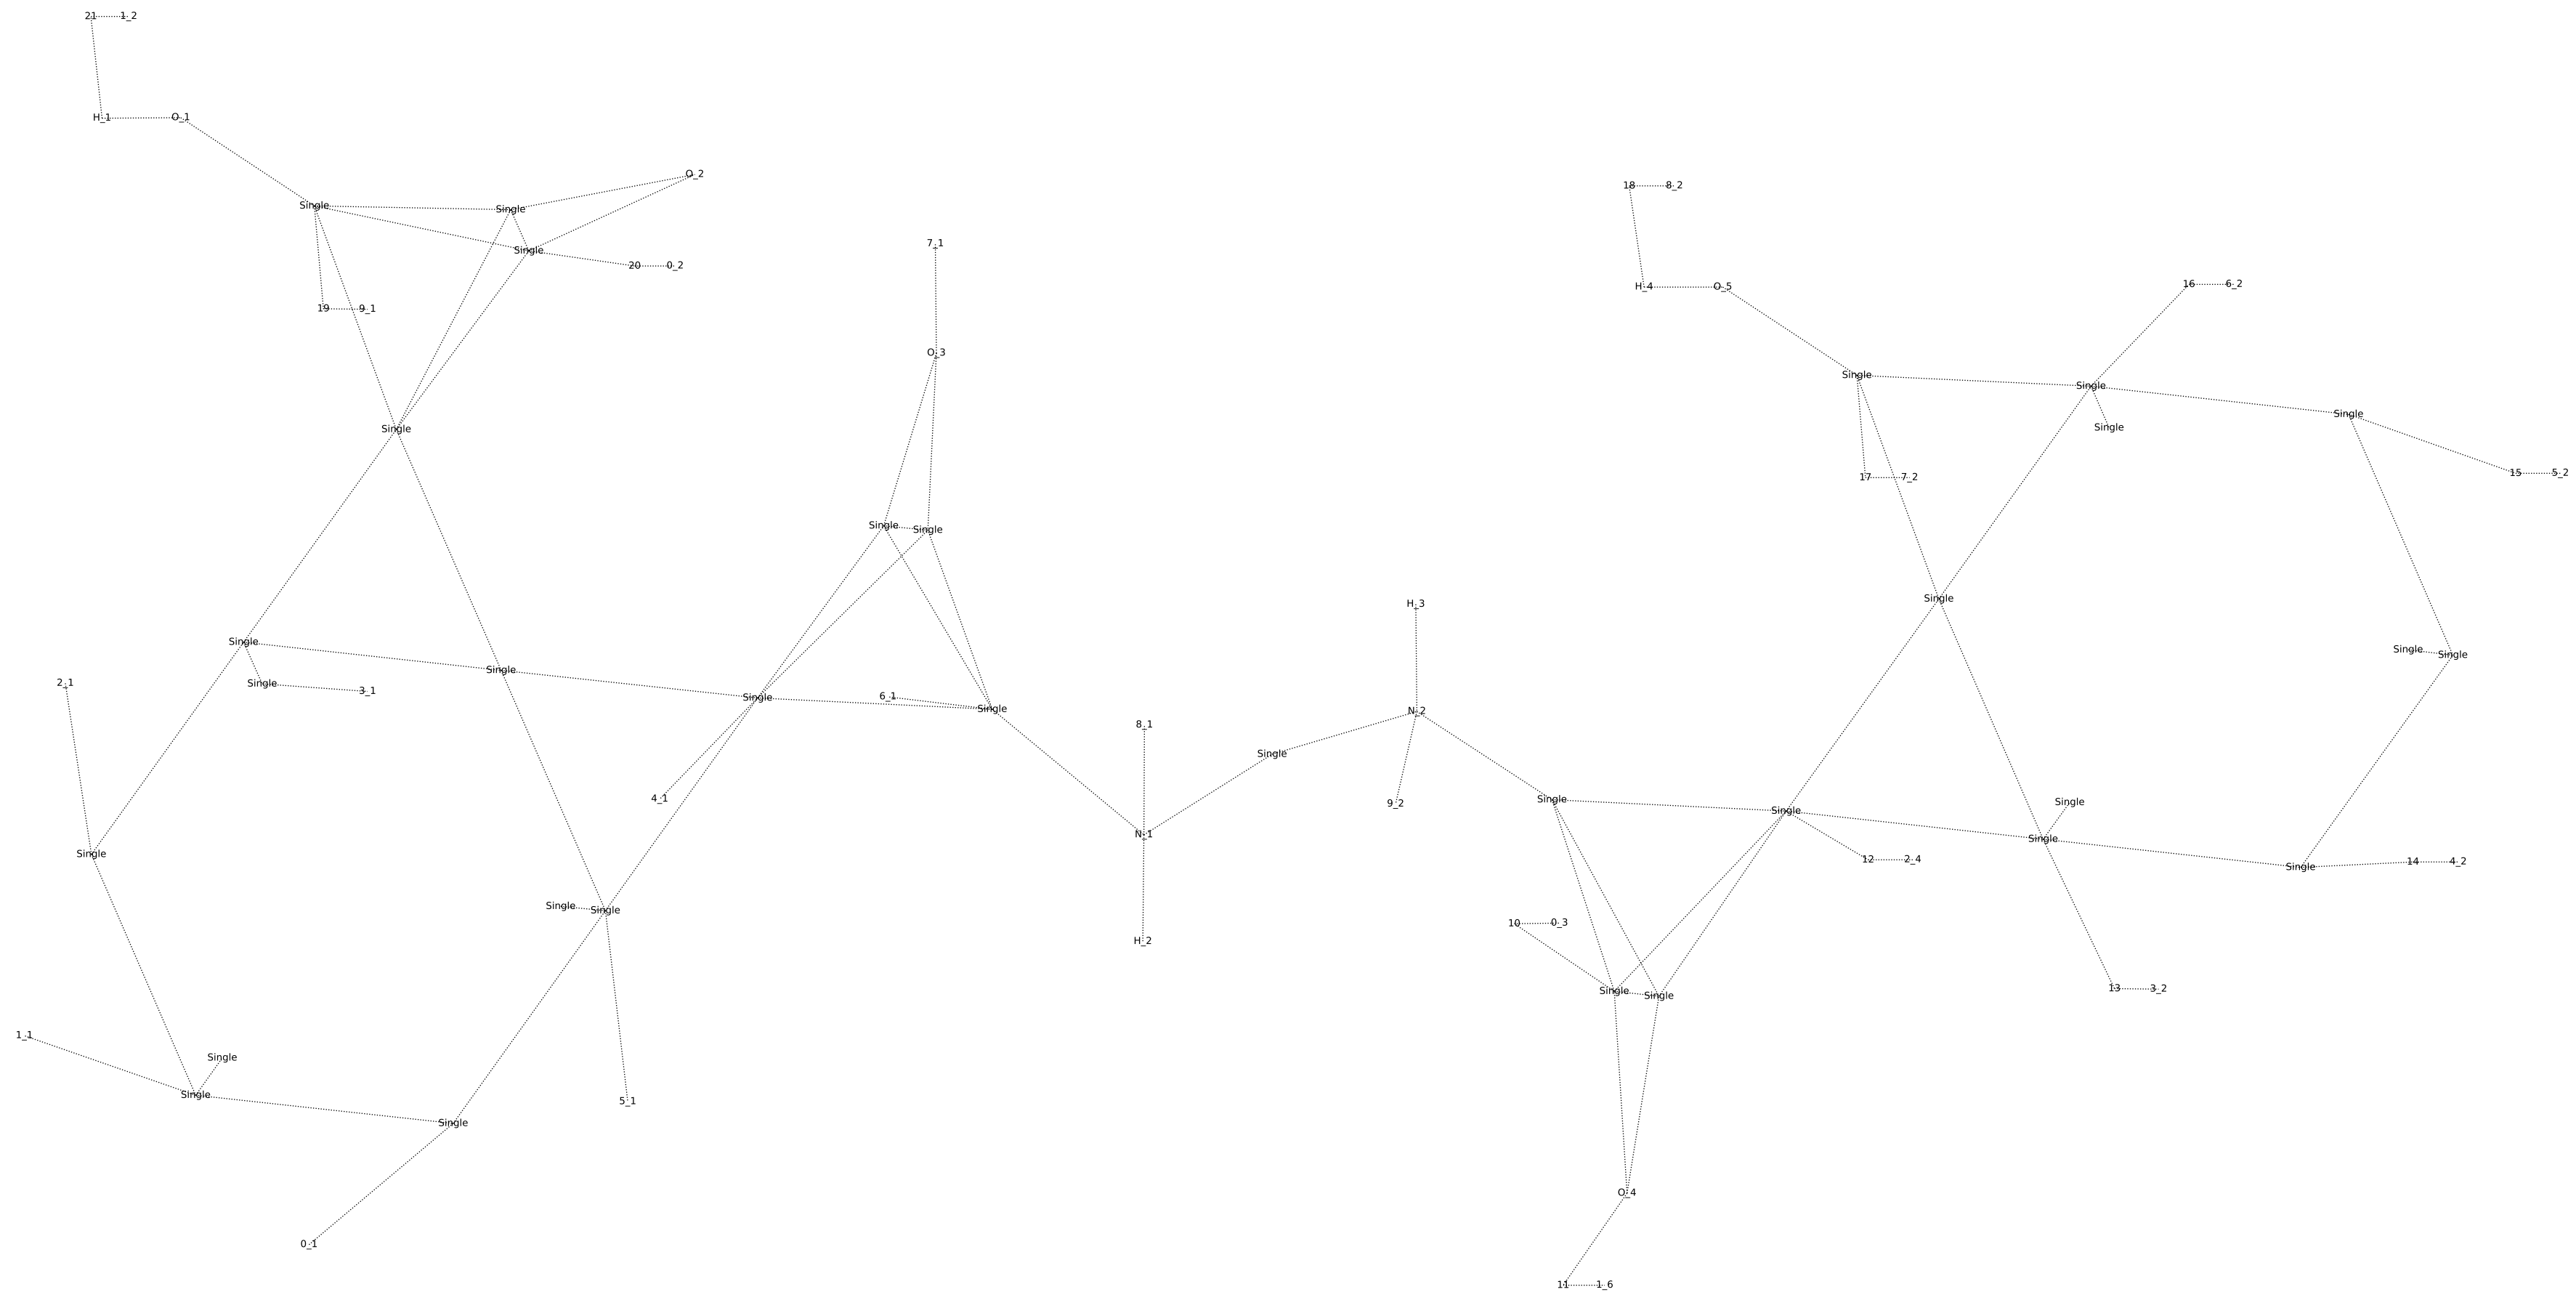 21 1_2
H_1 O_1
O_2
18 8_2
Single Single
7_1
Single
20 0_2
16 6_2
H_4 O_5
19 9_1
O_3
Single Single
Single
Single Single
17 7_2
15 5_2
Single Single
Single
H_3
Single
Single Single
Single Single
2_1 Single 3_1
6_1 Single Single
N_2
8_1
Single
4_1 Single 9_2 Single
Single
N_1 Single
Single
12 2_4
14 4_2 Single
Single Single
10 0_3
H_2
13 3_2
Single Single
1_1
Single
Single
5_1
Single
O_4
0_1
11 1_6